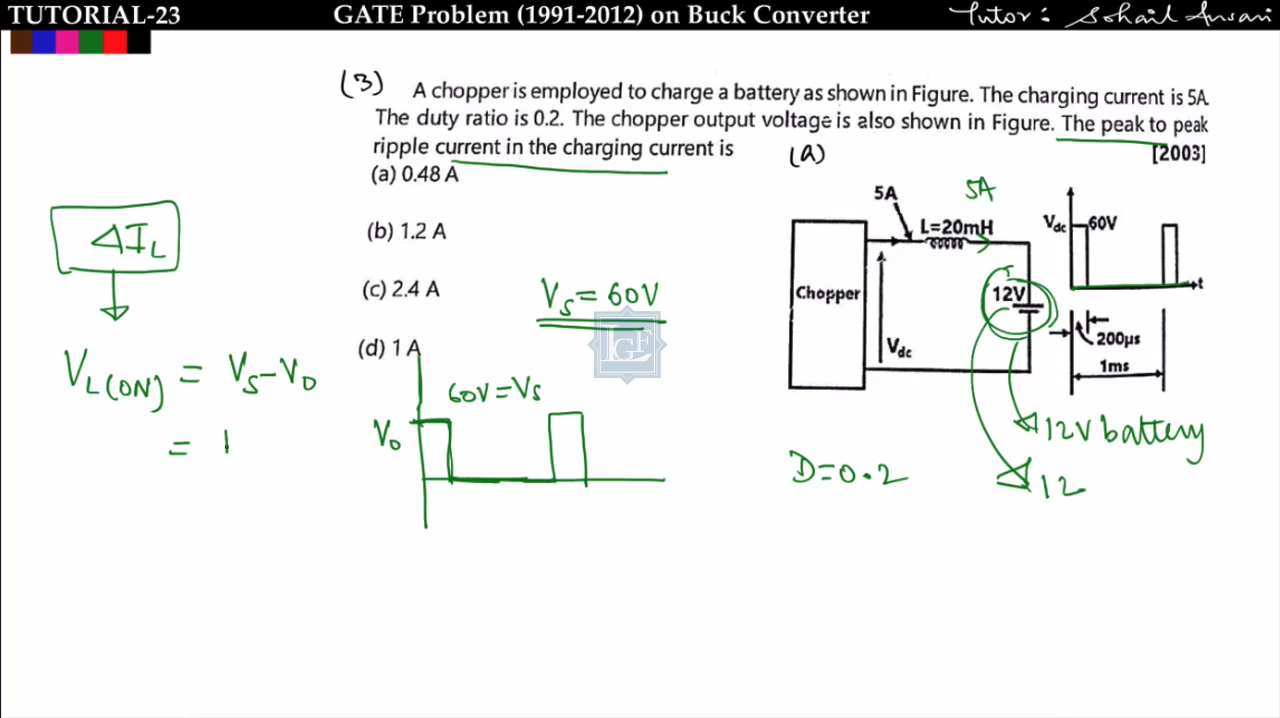 TUTORIAL-23 GATE Problem (1991-2012) on Buck Converter Tutor: Sohail Ansari
(3) A chopper is employed to charge a battery as shown in Figure. The charging current is 5A.
The duty ratio is 0.2. The chopper output voltage is also shown in Figure. The peak to peak
ripple current in the charging current is
(a)
[2003]
(a) 0.48 A
(b) 1.2 A
(c) 2.4 A
(d) 1 A
5A
5A
L=20mH
Chopper
12V
Vdc
Vdc
60V
t
200μs
1ms
ΔIL
VL(ON) = VS-VO
= 1
VS = 60V
IGE
60V=VS
VO
D=0.2
12V battery
12